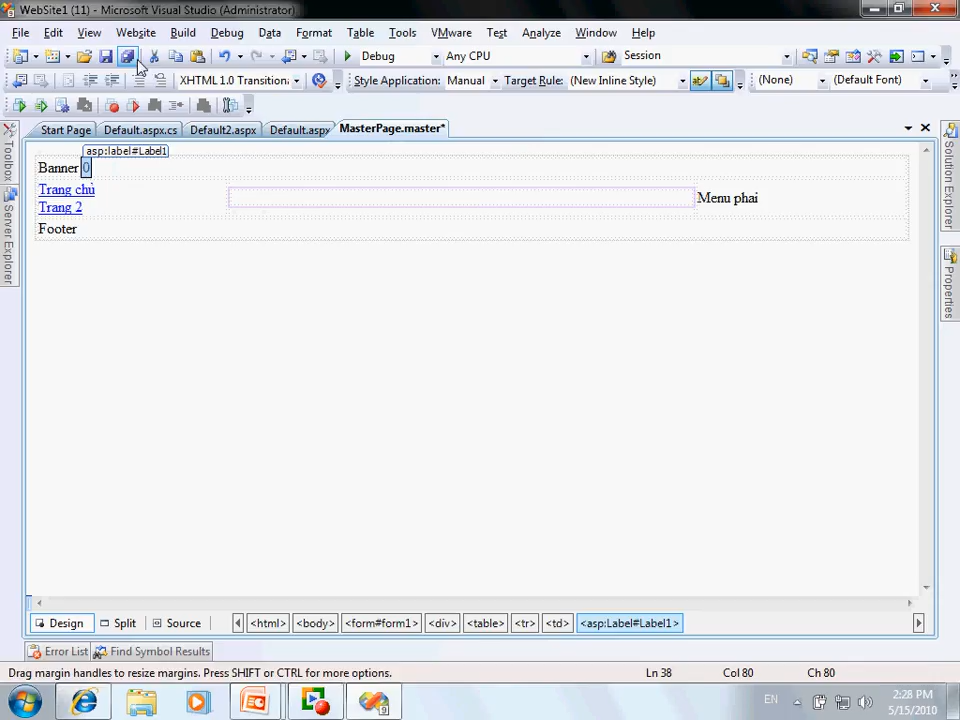 WebSite1 (11) - Microsoft Visual Studio (Administrator)
File Edit View Website Build Debug Data Format Table Tools VMware Test Analyze Window Help
Debug Any CPU Session
XHTML 1.0 Transition Style Application: Manual Target Rule: (New Inline Style) (None) (Default Font)
Start Page Default.aspx.cs Default2.aspx Default.aspx MasterPage.master*
asp:label#Label1
Banner 0
Trang chủ
Trang 2
Menu phai
Footer
Toolbox
Server Explorer
Solution Explorer
Properties
Design Split Source <html> <body> <form#form1> <div> <table> <tr> <td> <asp:Label#Label1>
Error List Find Symbol Results
Drag margin handles to resize margins. Press SHIFT or CTRL for more options. Ln 38 Col 80 Ch 80
EN 2:28 PM
5/15/2010